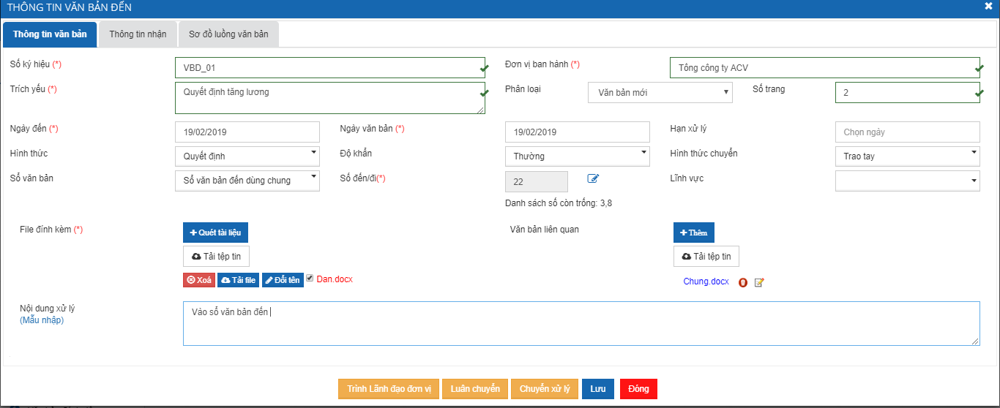 THÔNG TIN VĂN BẢN ĐẾN
Thông tin văn bản Thông tin nhận Sơ đồ luồng văn bản
Số ký hiệu (*) VBD_01 Đơn vị ban hành (*) Tổng công ty ACV
Trích yếu (*) Quyết định tăng lương Phân loại Văn bản mới Số trang 2
Ngày đến (*) 19/02/2019 Ngày văn bản (*) 19/02/2019 Hạn xử lý Chọn ngày
Hình thức Quyết định Độ khẩn Thường Hình thức chuyển Trao tay
Sổ văn bản Sổ văn bản đến dùng chung Số đến/đi(*) 22 Lĩnh vực
Danh sách số còn trống: 3,8
File đính kèm (*) Quét tài liệu Văn bản liên quan Thêm
Tải tệp tin Tải tệp tin
Xoá Tải file Đổi tên Dan.docx Chung.docx
Nội dung xử lý Vào sổ văn bản đến
(Mẫu nhập)
Trình Lãnh đạo đơn vị Luân chuyển Chuyển xử lý Lưu Đóng